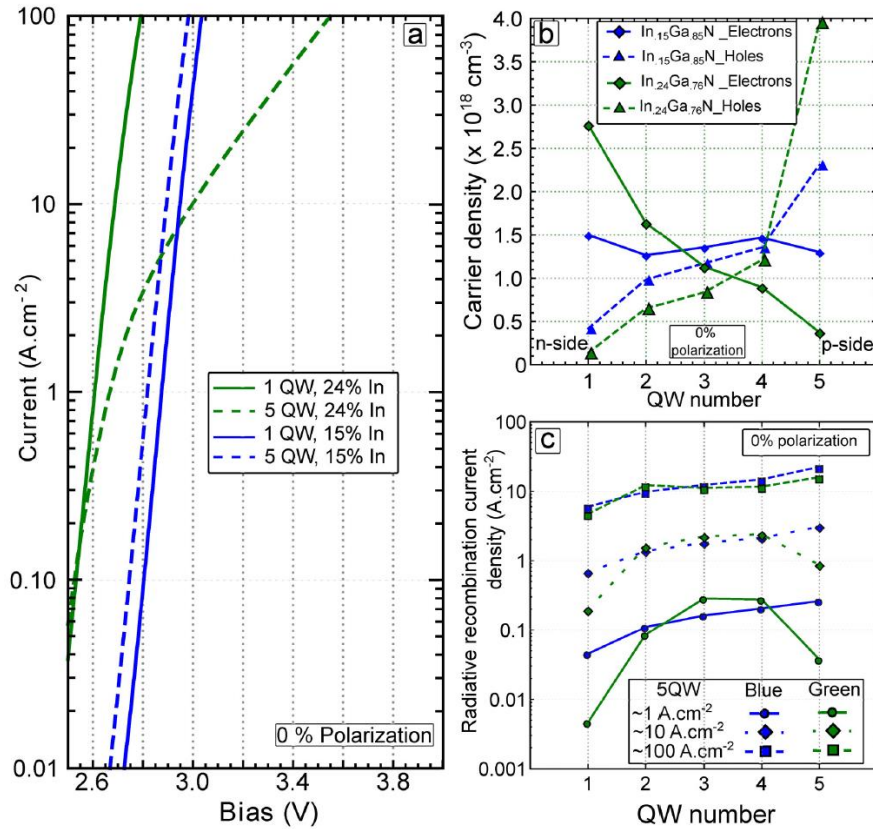 a
Current (A.cm-2)
100
10
1
0.10
0.01
1 QW, 24% In
5 QW, 24% In
1 QW, 15% In
5 QW, 15% In
0 % Polarization
2.6
3.0
3.4
3.8
Bias (V)
b
Carrier density (x 10^18 cm-3)
4.0
3.5
3.0
2.5
2.0
1.5
1.0
0.5
0
In.15Ga.85N _Electrons
In.15Ga.85N_Holes
In.24Ga.76N _Electrons
In.24Ga.76N_Holes
n-side
0%
polarization
p-side
1 2 3 4 5
QW number
c
Radiative recombination current
density (A.cm-2)
100
10
1
0.1
0.01
0.001
0% polarization
5QW Blue Green
~1 A.cm-2
~10 A.cm-2
~100 A.cm-2
1 2 3 4 5
QW number